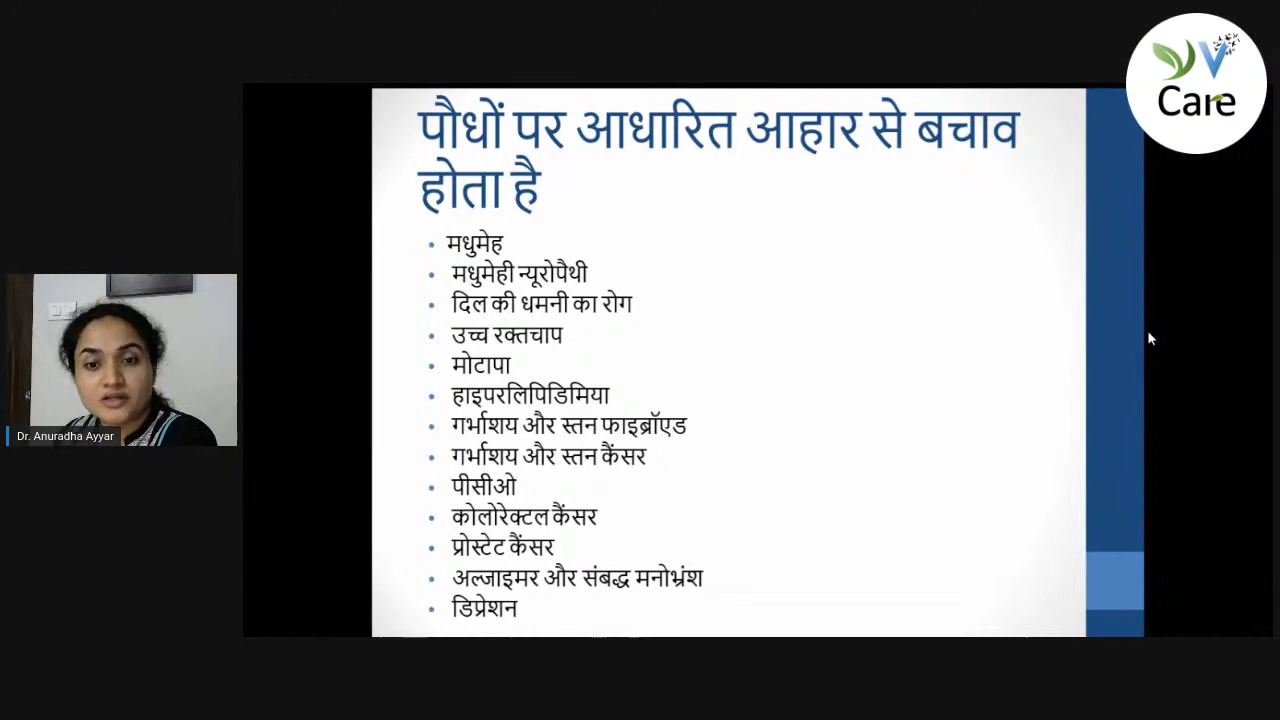 V
Care
पौधों पर आधारित आहार से बचाव
होता है
• मधुमेह
• मधुमेही न्यूरोपैथी
• दिल की धमनी का रोग
• उच्च रक्तचाप
• मोटापा
• हाइपरलिपिडिमिया
• गर्भाशय और स्तन फाइब्रॉएड
• गर्भाशय और स्तन कैंसर
• पीसीओ
• कोलोरेक्टल कैंसर
• प्रोस्टेट कैंसर
• अल्जाइमर और संबद्ध मनोभ्रंश
• डिप्रेशन
Dr. Anuradha Ayyar